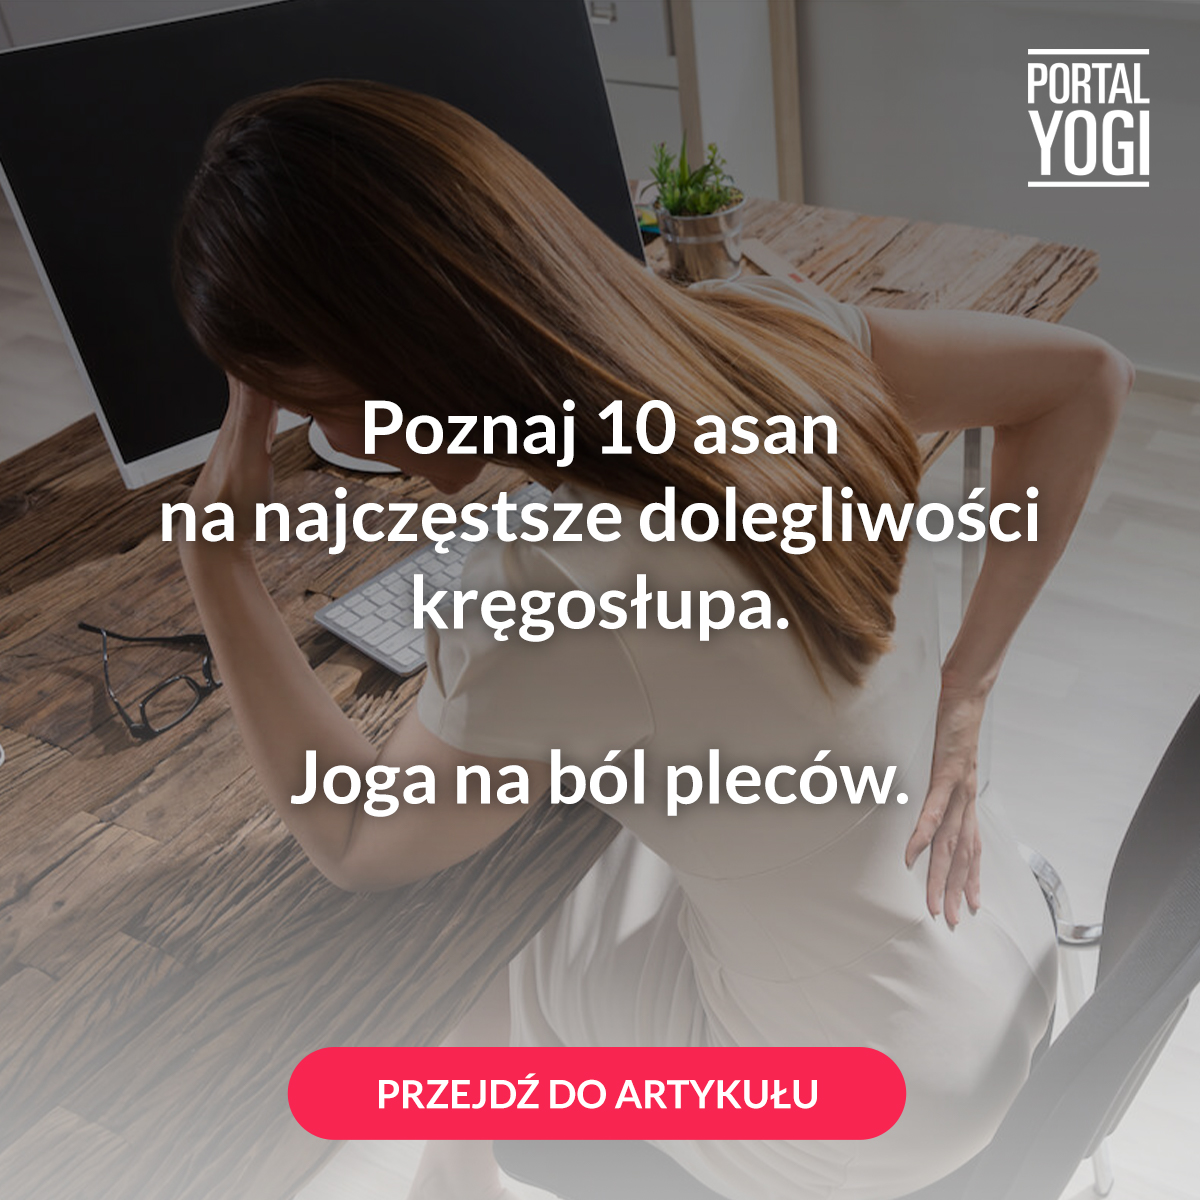 PORTAL
YOGI
Poznaj 10 asan
na najczęstsze dolegliwości
kręgosłupa.
Joga na ból pleców.
PRZEJDŹ DO ARTYKUŁU